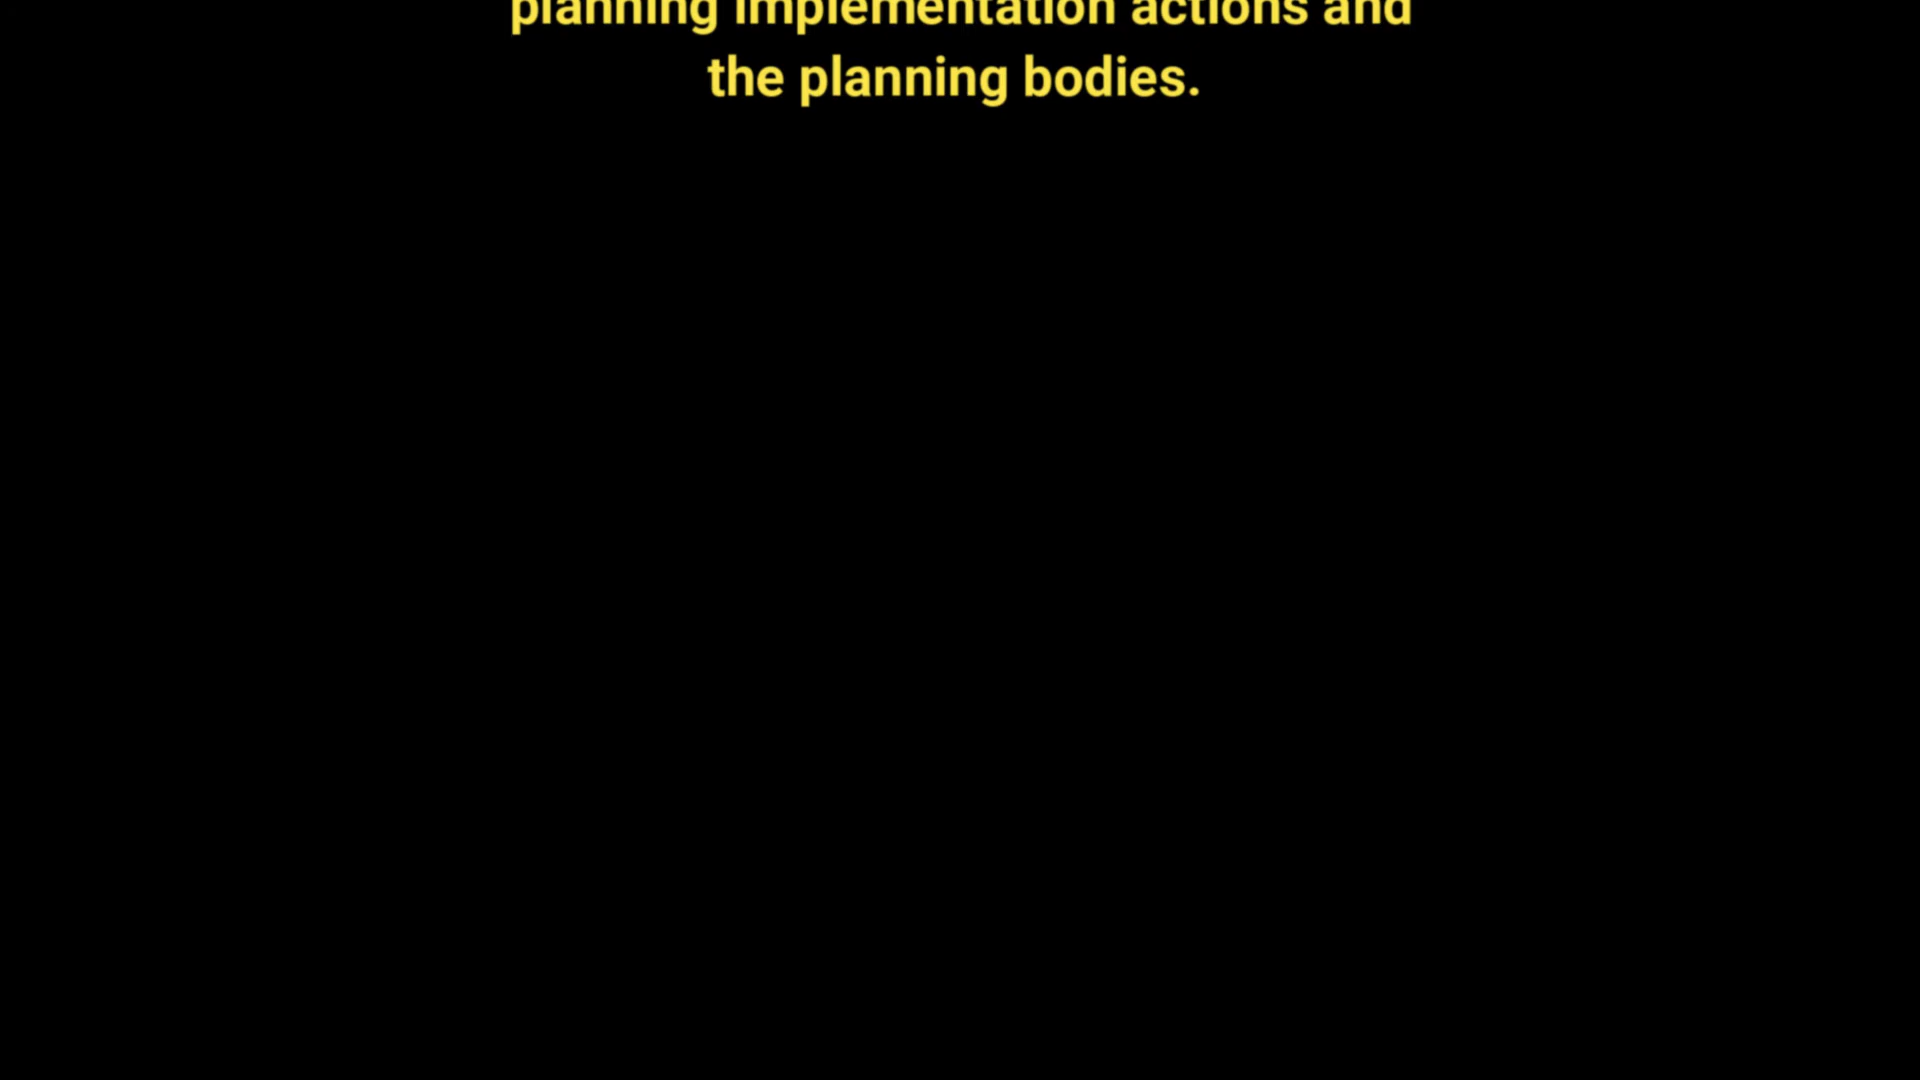 planning implementation actions and
the planning bodies.